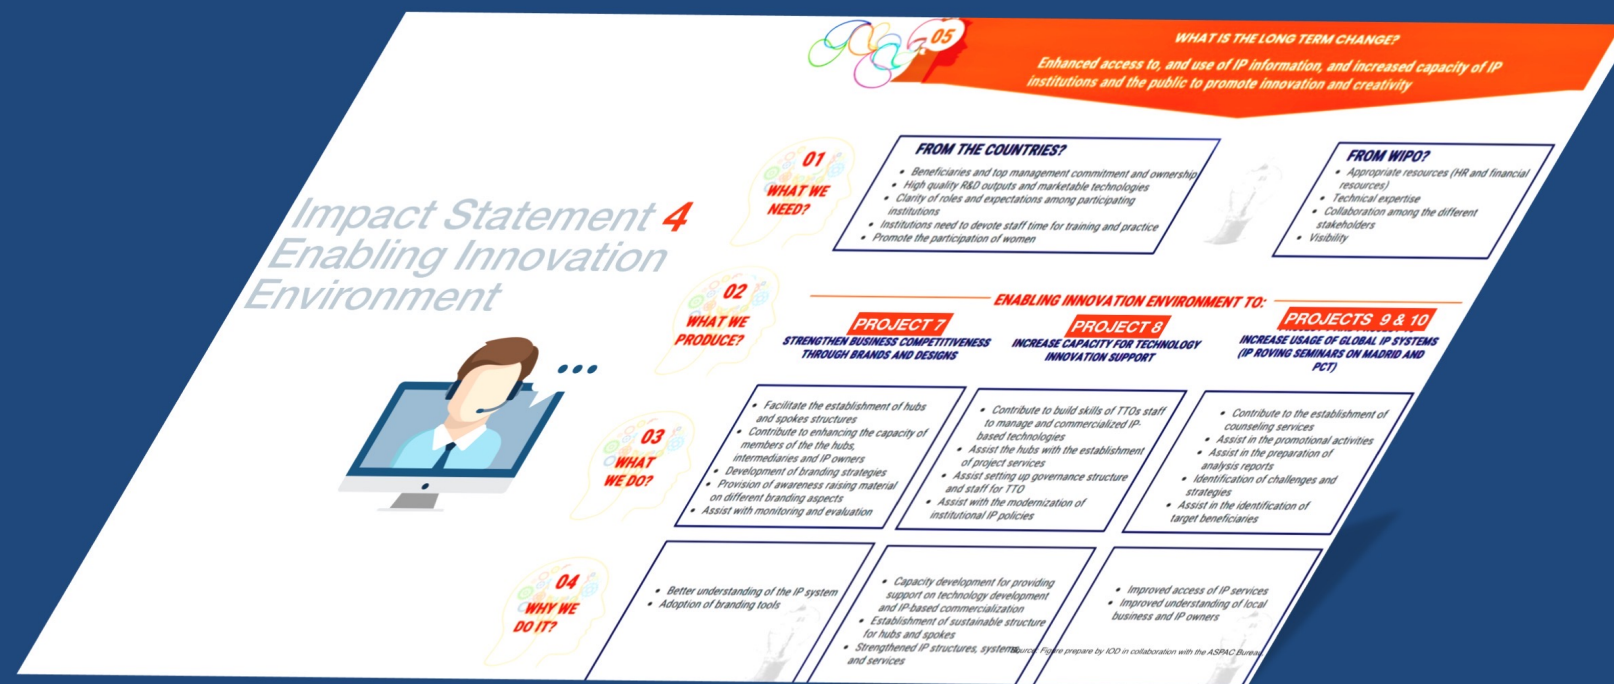 05
WHAT IS THE LONG TERM CHANGE?
Enhanced access to, and use of IP information, and increased capacity of IP
institutions and the public to promote innovation and creativity
Impact Statement 4
Enabling Innovation
Environment
01
WHAT WE
NEED?
FROM THE COUNTRIES?
• Beneficiaries and top management commitment and ownership
• High quality R&D outputs and marketable technologies
• Clarity of roles and expectations among participating
institutions
• Institutions need to devote staff time for training and practice
• Promote the participation of women
FROM WIPO?
• Appropriate resources (HR and financial
resources)
• Technical expertise
• Collaboration among the different
stakeholders
• Visibility
02
WHAT WE
PRODUCE?
ENABLING INNOVATION ENVIRONMENT TO:
PROJECT 7
STRENGTHEN BUSINESS COMPETITIVENESS
THROUGH BRANDS AND DESIGNS
PROJECT 8
INCREASE CAPACITY FOR TECHNOLOGY
INNOVATION SUPPORT
PROJECTS 9 & 10
INCREASE USAGE OF GLOBAL IP SYSTEMS
(IP ROVING SEMINARS ON MADRID AND
PCT)
03
WHAT
WE DO?
• Facilitate the establishment of hubs
and spokes structures
• Contribute to enhancing the capacity of
members of the the hubs,
intermediaries and IP owners
• Development of branding strategies
• Provision of awareness raising material
on different branding aspects
• Assist with monitoring and evaluation
• Contribute to build skills of TTOs staff
to manage and commercialized IP-
based technologies
• Assist the hubs with the establishment
of project services
• Assist setting up governance structure
and staff for TTO
• Assist with the modernization of
institutional IP policies
• Contribute to the establishment of
counseling services
• Assist in the promotional activities
• Assist in the preparation of
analysis reports
• Identification of challenges and
strategies
• Assist in the identification of
target beneficiaries
04
WHY WE
DO IT?
• Better understanding of the IP system
• Adoption of branding tools
• Capacity development for providing
support on technology development
and IP-based commercialization
• Establishment of sustainable structure
for hubs and spokes
• Strengthened IP structures, systems
and services
• Improved access of IP services
• Improved understanding of local
business and IP owners
Source: Figure prepare by IOD in collaboration with the ASPAC Bureau